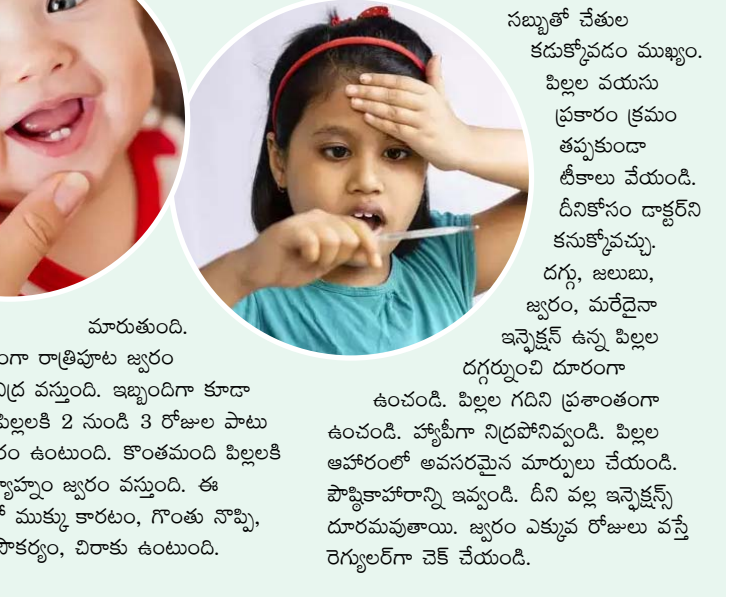 మారుతుంది.
రాత్రిపూట జ్వరం
వస్తుంది. ఇబ్బందిగా కూడా
పిల్లలకి 2 నుండి 3 రోజుల పాటు
ఉంటుంది. కొంతమంది పిల్లలకి
జ్వరం వస్తుంది. ఈ
ముక్కు కారటం, గొంతు నొప్పి,
చిరాకు ఉంటుంది.
సబ్బుతో చేతుల
కడుక్కోవడం ముఖ్యం.
పిల్లల వయసు
ప్రకారం క్రమం
తప్పకుండా
టీకాలు వేయండి.
దీనికోసం డాక్టర్‌ని
కనుక్కోవచ్చు.
దగ్గు, జలుబు,
జ్వరం, మరేదైనా
ఇన్ఫెక్షన్ ఉన్న పిల్లల
దగ్గర్నుంచి దూరంగా
ఉంచండి. పిల్లల గదిని ప్రశాంతంగా
ఉంచండి. హ్యాపీగా నిద్రపోనివ్వండి. పిల్లల
ఆహారంలో అవసరమైన మార్పులు చేయండి.
పౌష్ఠికాహారాన్ని ఇవ్వండి. దీని వల్ల ఇన్ఫెక్షన్స్
దూరమవుతాయి. జ్వరం ఎక్కువ రోజులు వస్తే
రెగ్యులర్‌గా చెక్ చేయండి.